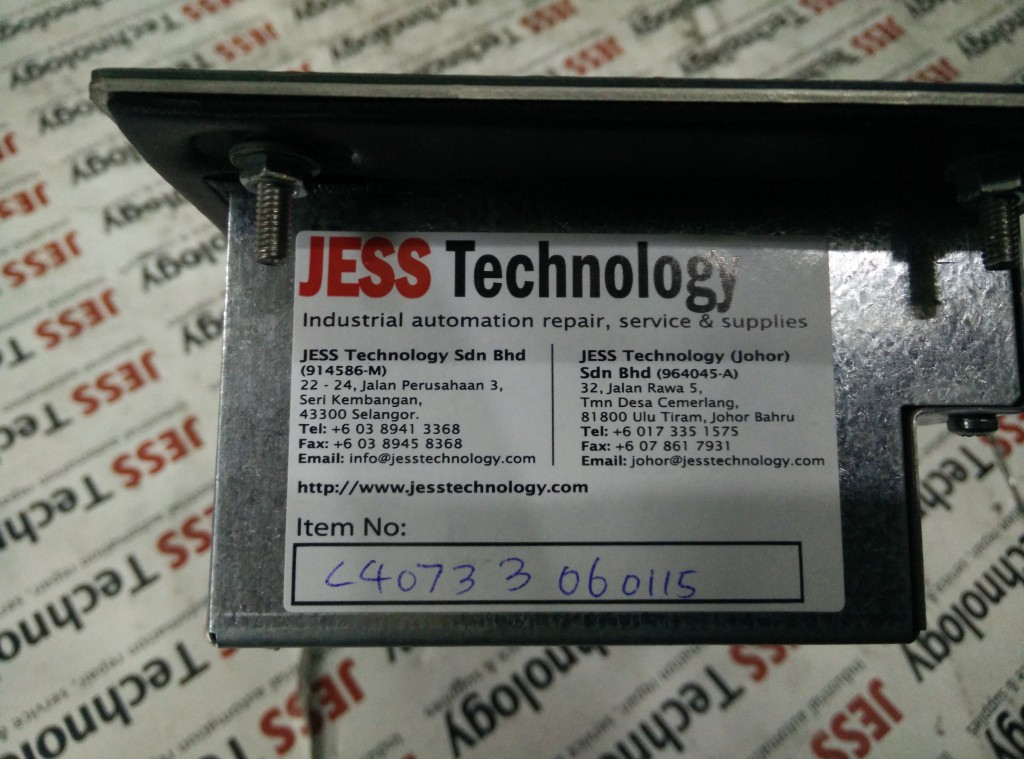 JESS Technology
Industrial automation repair, service & supplies
JESS Technology Sdn Bhd
(914586-M)
22 - 24, Jalan Perusahaan 3,
Seri Kembangan,
43300 Selangor.
Tel: +6 03 8941 3368
Fax: +6 03 8945 8368
Email: info@jesstechnology.com
JESS Technology (Johor)
Sdn Bhd (964045-A)
32, Jalan Rawa 5,
Tmn Desa Cemerlang,
81800 Ulu Tiram, Johor Bahru
Tel: +6 017 335 1575
Fax: +6 07 861 7931
Email: johor@jesstechnology.com
http://www.jesstechnology.com
Item No:
C40733 060115